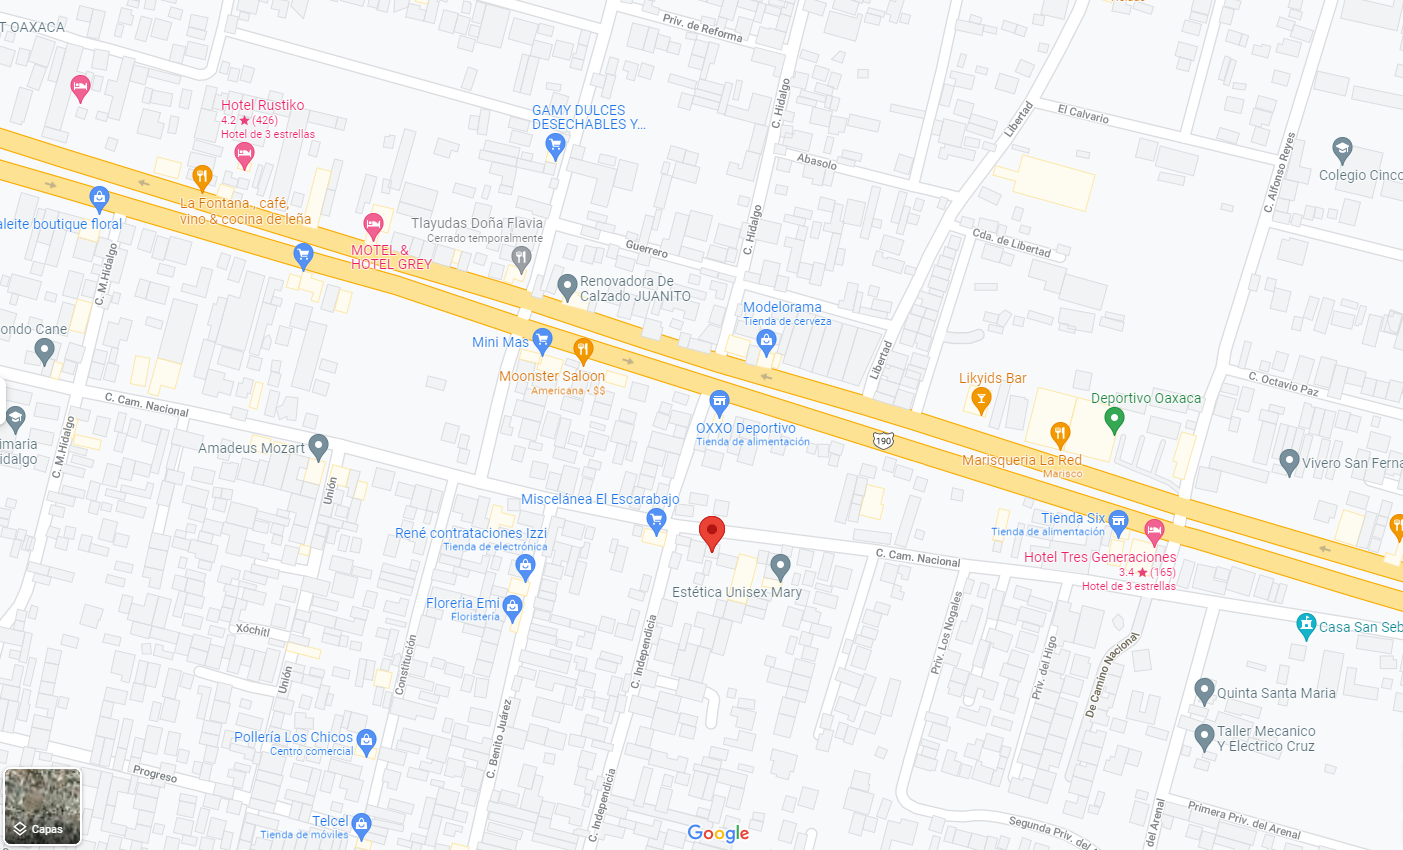 Priv. de Reforma
T OAXACA
Hotel Rustiko
4.2 ★ (426)
Hotel de 3 estrellas
GAMY DULCES
DESECHABLES Y...
C. Hidalgo
Libertad
El Calvario
Abasolo
C. Alfonso Reyes
Colegio Cinco
La Fontana, café,
vino & cocina de leña
aleite boutique floral
MOTEL &
HOTEL GREY
Tlayudas Doña Flavia
Cerrado temporalmente
Guerrero
C. Hidalgo
Cda. de Libertad
C. M.Hidalgo
Renovadora De
Calzado JUANITO
Modelorama
Tienda de cerveza
ondo Cane
Mini Mas
Moonster Saloon
Americana • $$
Libertad
Likyids Bar
C. Octavio Paz
Deportivo Oaxaca
C. Cam. Nacional
OXXO Deportivo
Tienda de alimentación
190
imaria
idalgo
C. M.Hidalgo
Amadeus Mozart
Marisqueria La Red
Marisco
Vivero San Ferna
Unión
Miscelánea El Escarabajo
René contrataciones Izzi
Tienda de electrónica
Tienda Six
Tienda de alimentación
C. Cam. Nacional
Hotel Tres Generaciones
3.4 ★ (165)
Hotel de 3 estrellas
Estética Unisex Mary
Floreria Emi
Floristería
Xóchitl
Casa San Seb
Unión
Constitución
C. Independicia
Priv. Los Nogales
Priv. del Higo
De Camino Nacional
Quinta Santa Maria
C. Benito Juárez
Pollería Los Chicos
Centro comercial
Taller Mecanico
Y Electrico Cruz
Progreso
C. Independicia
Capas
Telcel
Tienda de móviles
Google
Segunda Priv. de
del Arenal
Primera Priv. del Arenal